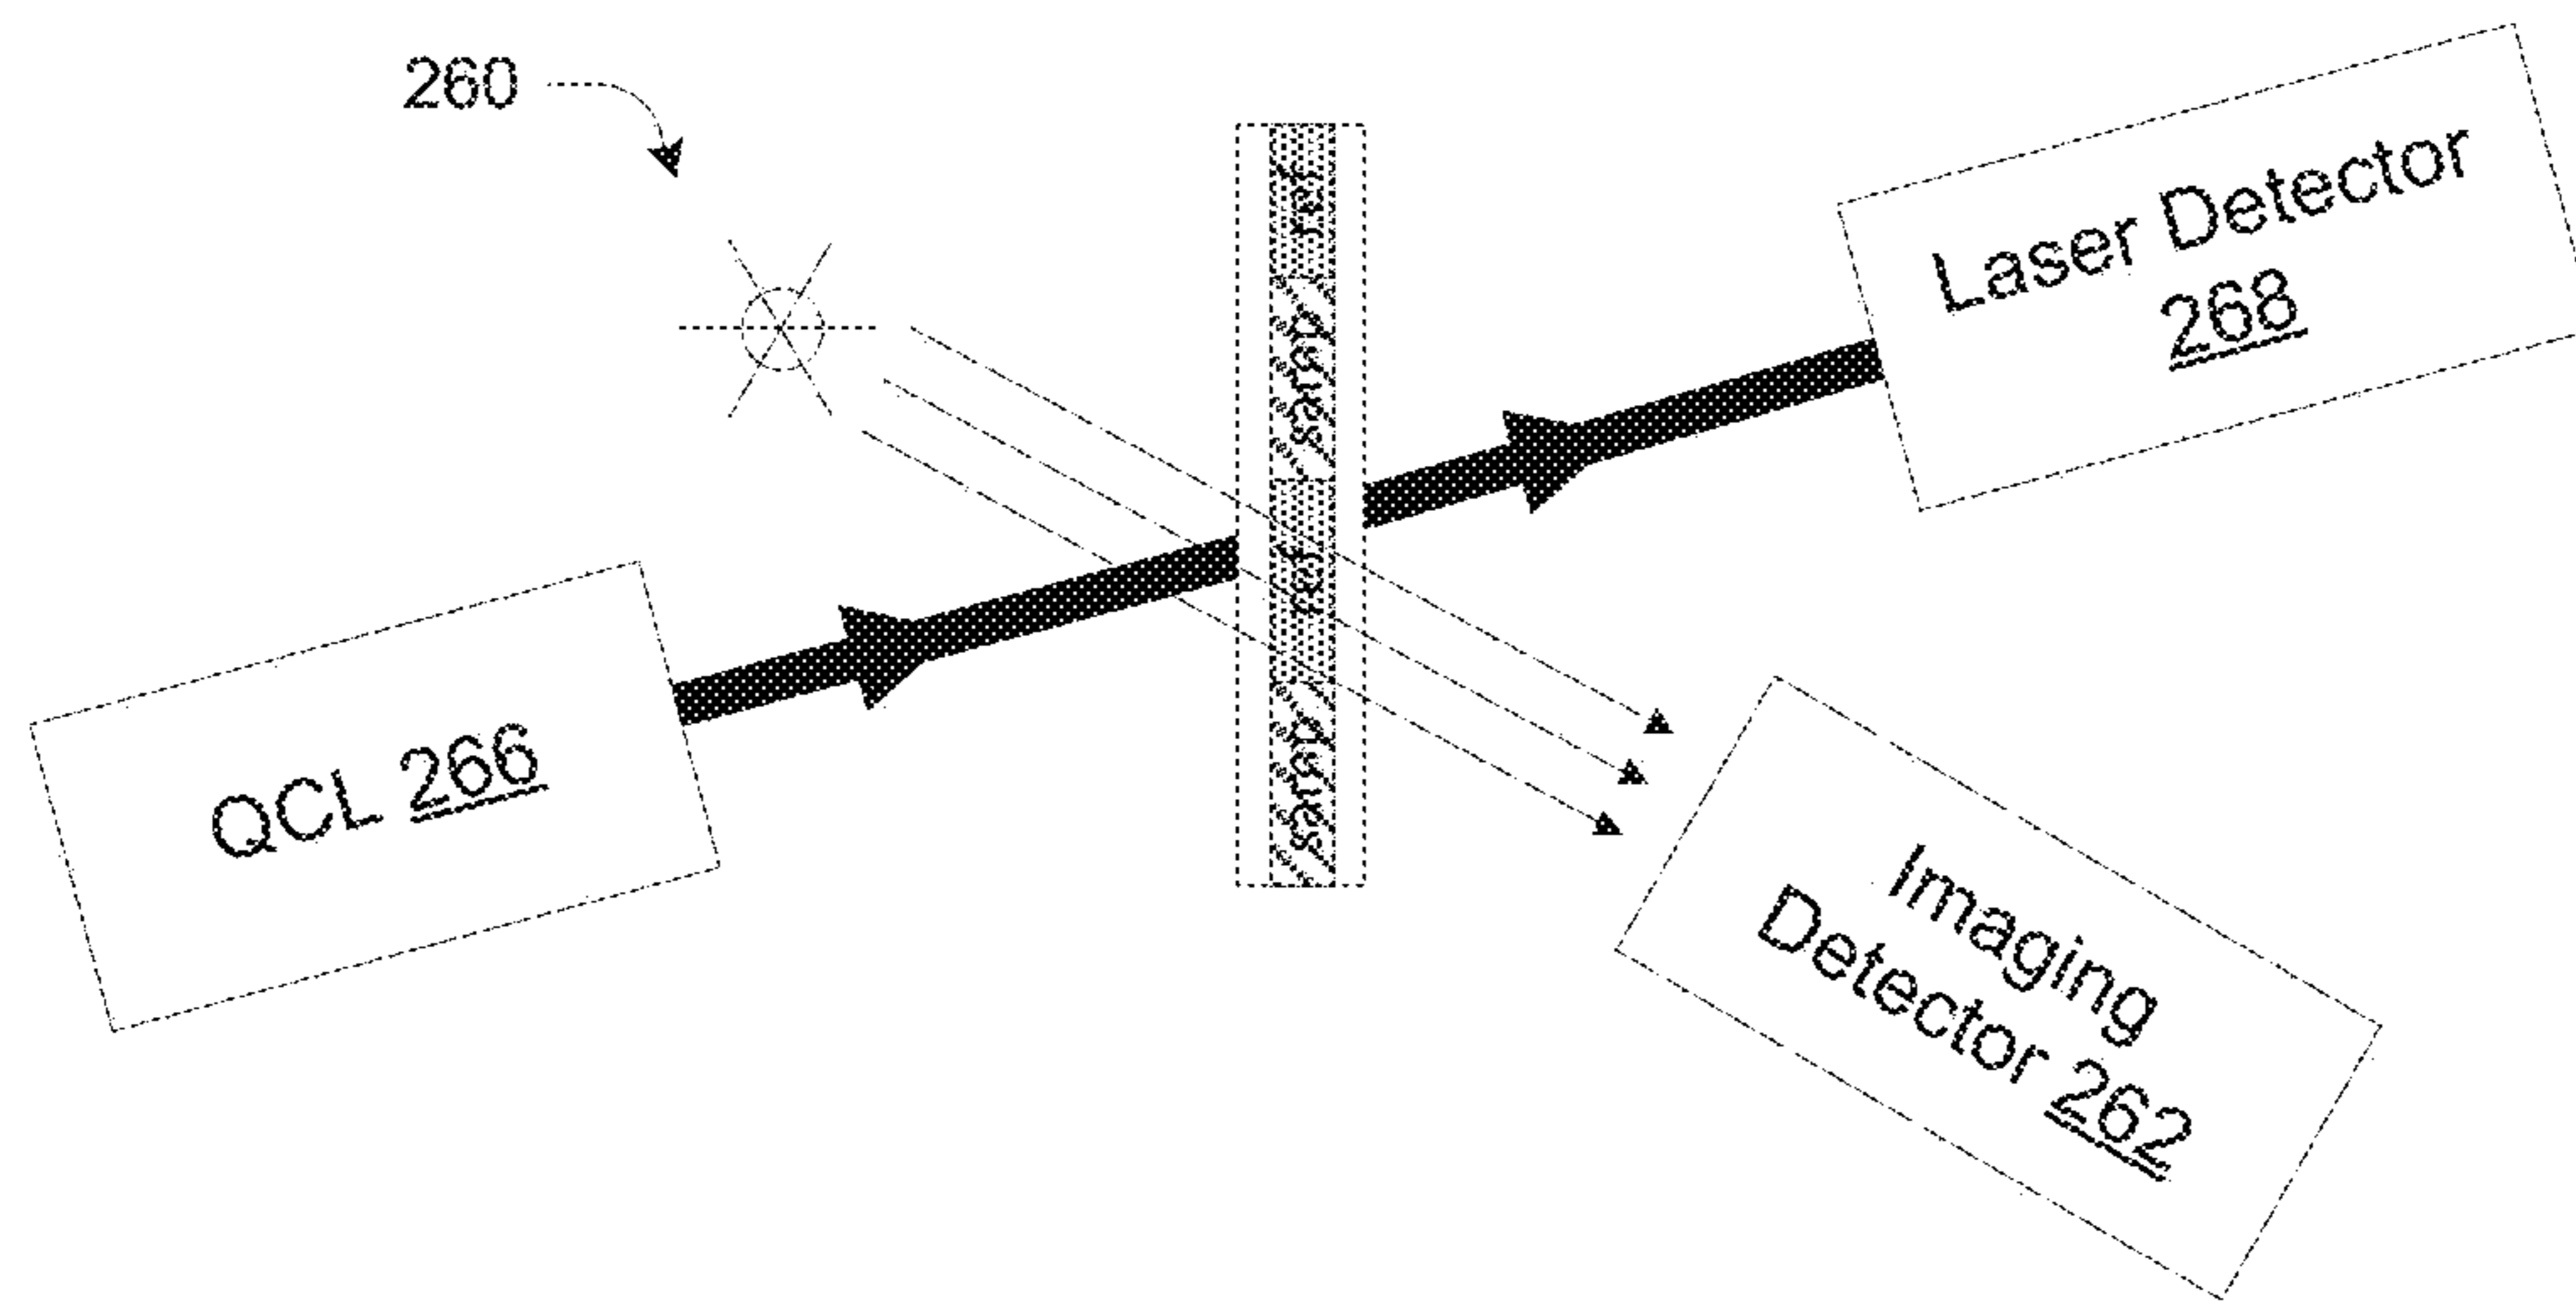 260
Laser Detector
268
QCL 266
Imaging
Detector 262